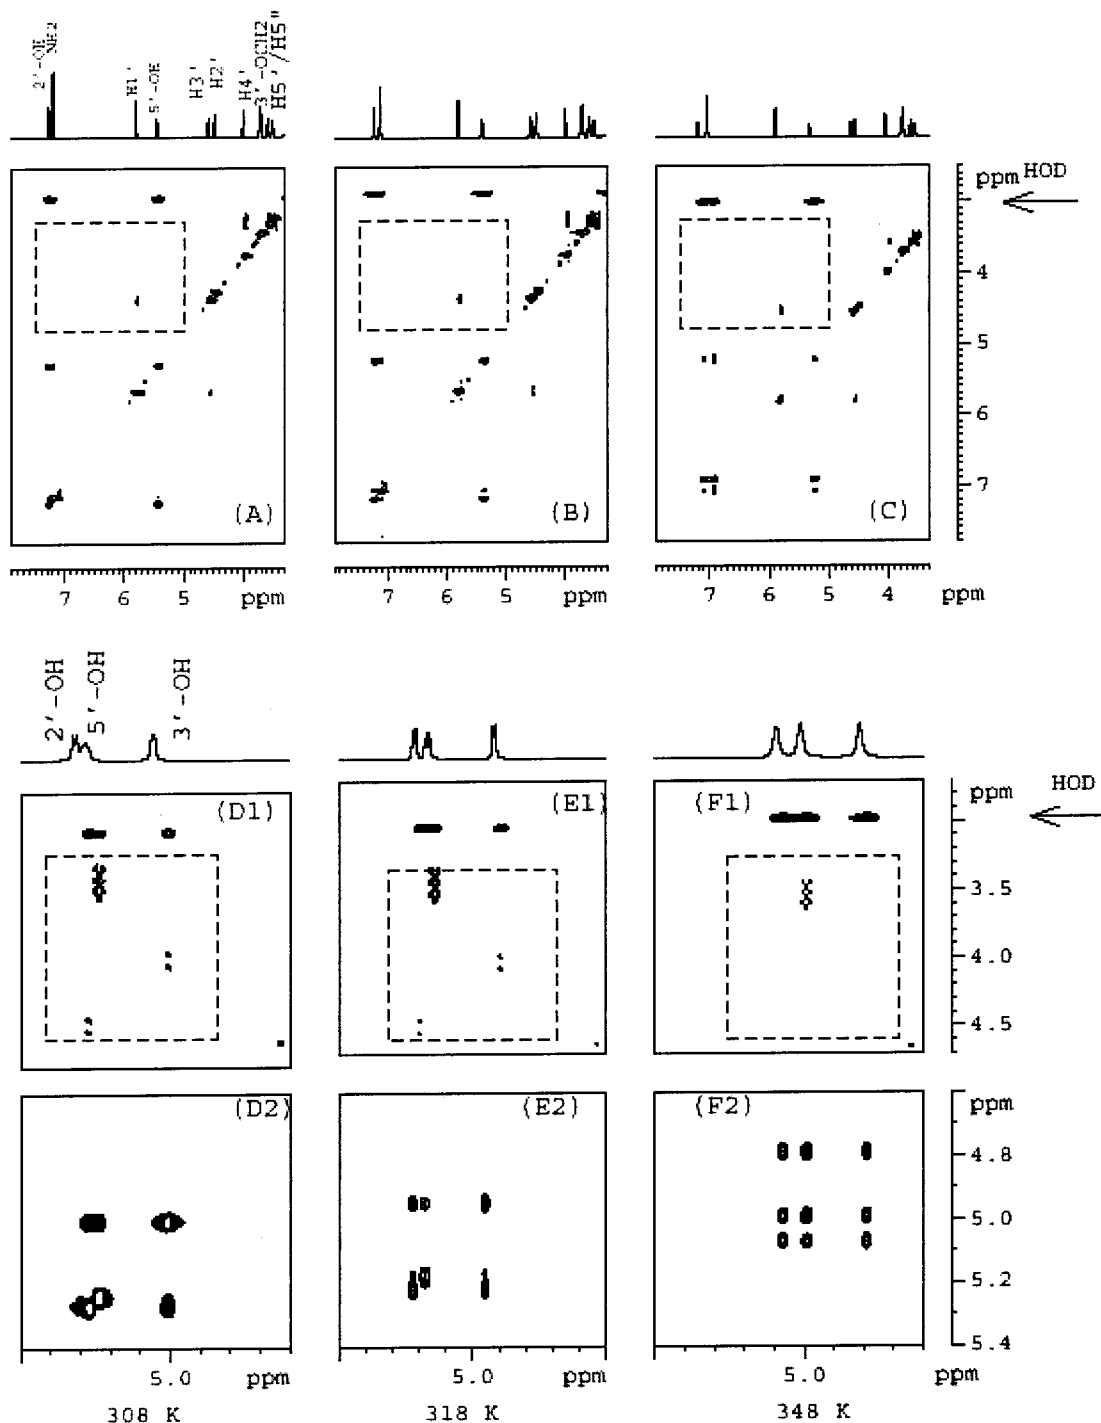 2'-OH
NH2
H1'
5'-OH
H3'
H2'
H4'
3'-OCH2
H5'/H5"
ppm HOD
4
5
6
7
(A)
(B)
(C)
7 6 5 ppm
7 6 5 ppm
7 6 5 4 ppm
2'-OH
5'-OH
3'-OH
(D1)
(E1)
(F1)
ppm
HOD
3.5
4.0
4.5
(D2)
(E2)
(F2)
ppm
4.8
5.0
5.2
5.4
5.0 ppm
5.0 ppm
5.0 ppm
308 K
318 K
348 K